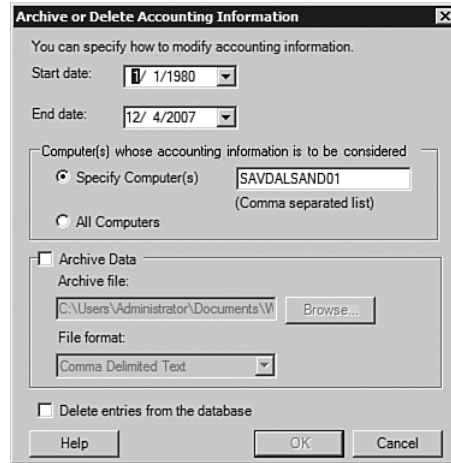 Archive or Delete Accounting Information
You can specify how to modify accounting information.
Start date: 1/ 1/1980
End date: 12/ 4/2007
Computer(s) whose accounting information is to be considered
Specify Computer(s) SAVDALSAND01
(Comma separated list)
All Computers
Archive Data
Archive file:
C:\Users\Administrator\Documents\W Browse...
File format:
Comma Delimited Text
Delete entries from the database
Help OK Cancel